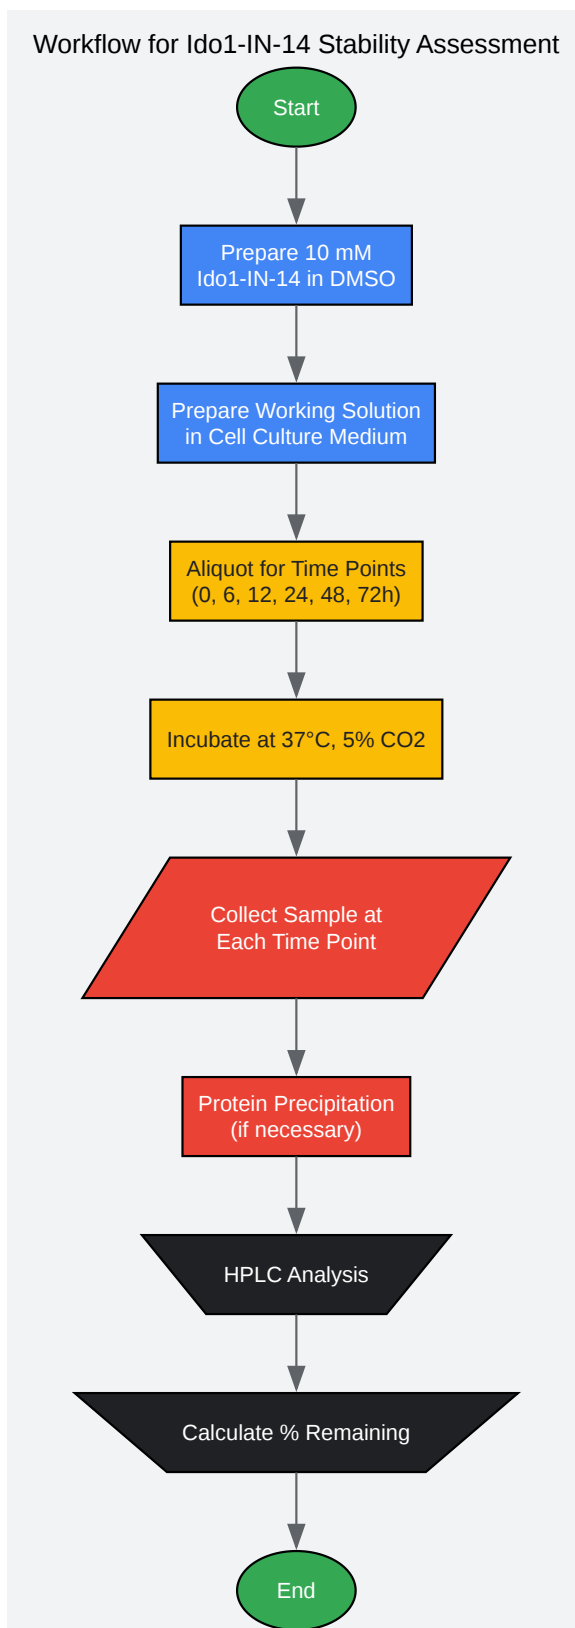 Workflow for Ido1-IN-14 Stability Assessment
Start
Prepare 10 mM
Ido1-IN-14 in DMSO
Prepare Working Solution
in Cell Culture Medium
Aliquot for Time Points
(0, 6, 12, 24, 48, 72h)
Incubate at 37°C, 5% CO2
Collect Sample at
Each Time Point
Protein Precipitation
(if necessary)
HPLC Analysis
Calculate % Remaining
End